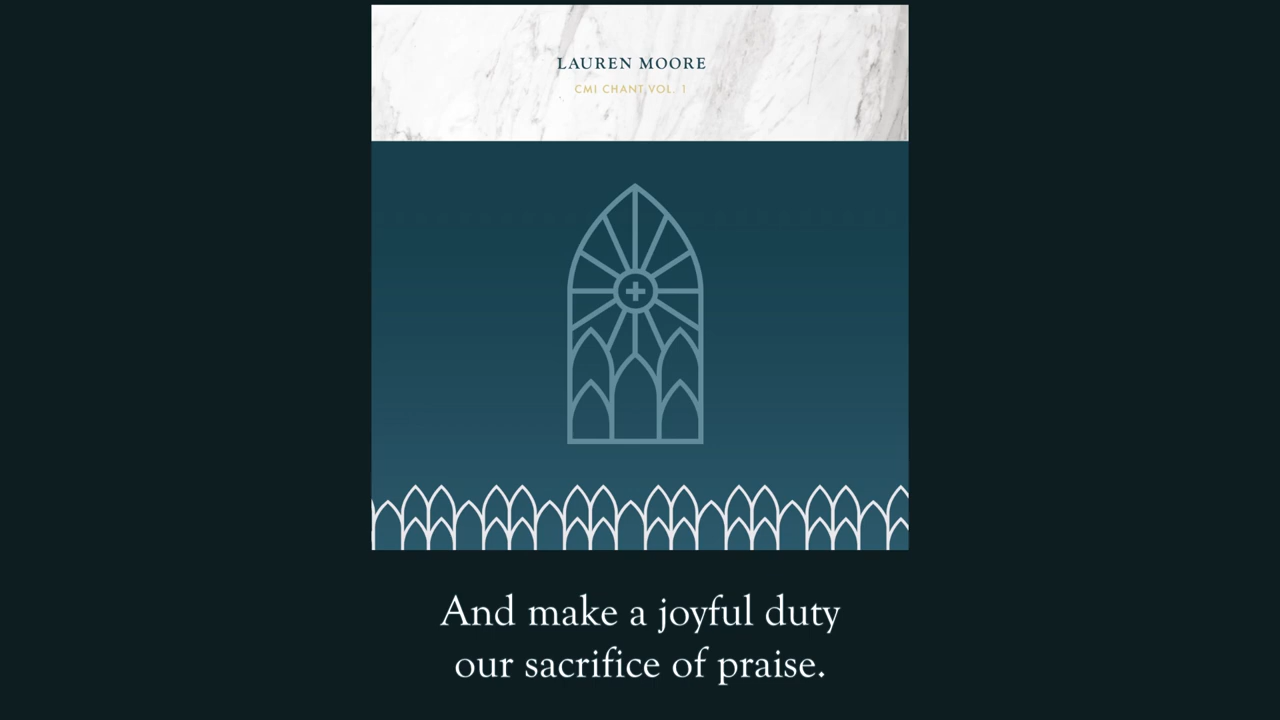 LAUREN MOORE
CMI CHANT VOL. 1
And make a joyful duty
our sacrifice of praise.